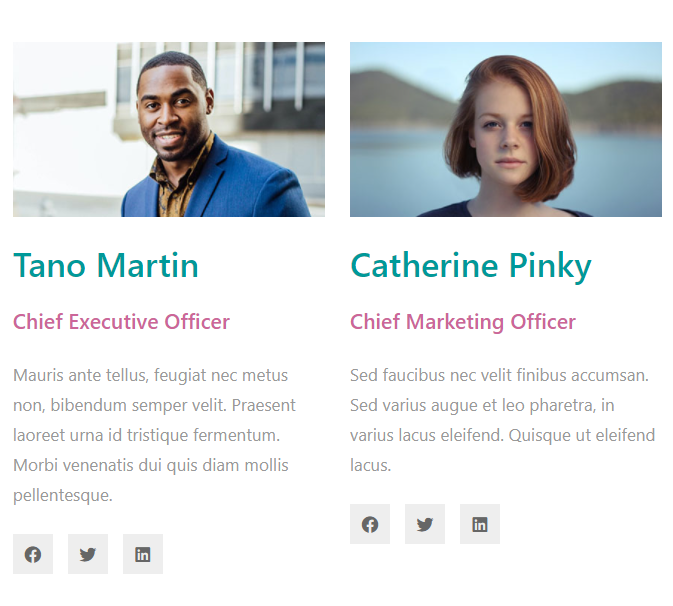 Tano Martin
Chief Executive Officer
Mauris ante tellus, feugiat nec metus
non, bibendum semper velit. Praesent
laoreet urna id tristique fermentum.
Morbi venenatis dui quis diam mollis
pellentesque.
Catherine Pinky
Chief Marketing Officer
Sed faucibus nec velit finibus accumsan.
Sed varius augue et leo pharetra, in
varius lacus eleifend. Quisque ut eleifend
lacus.